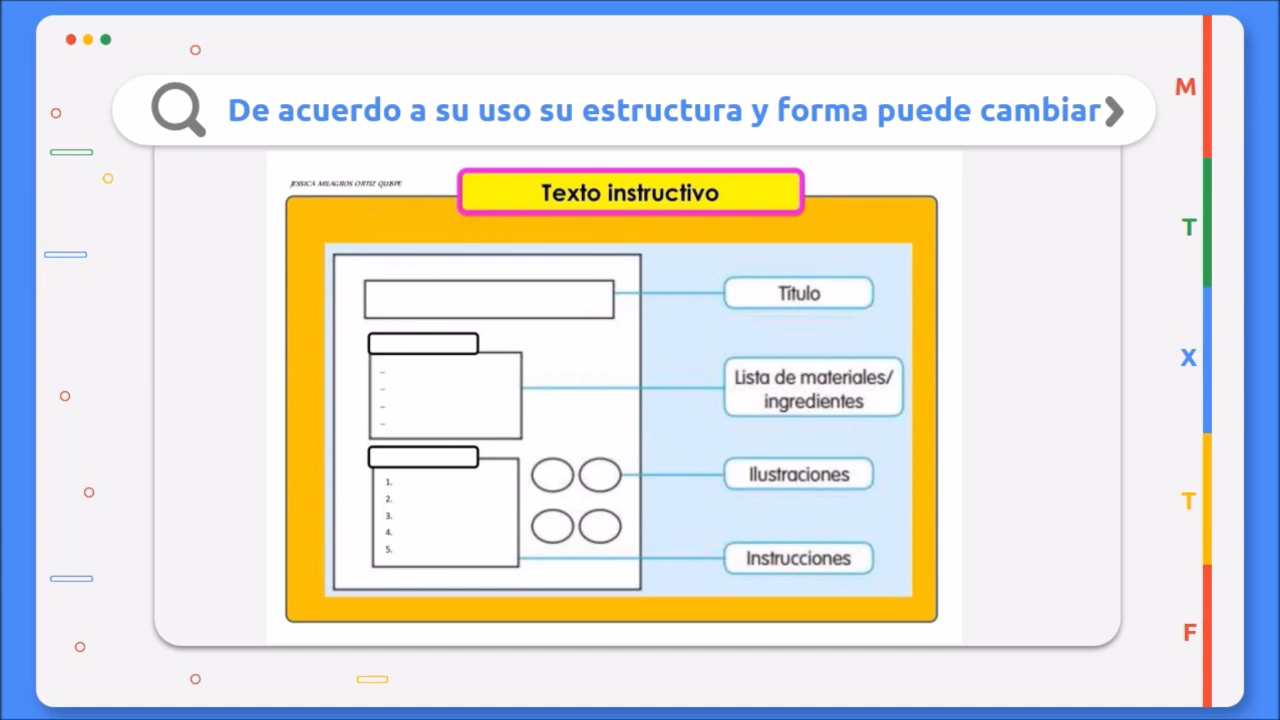 De acuerdo a su uso su estructura y forma puede cambiar
JESSICA MILAGROS ORTIZ QUISPE
Texto instructivo
Título
Lista de materiales/
ingredientes
Ilustraciones
Instrucciones
1.
2.
3.
4.
5.
M
T
X
T
F